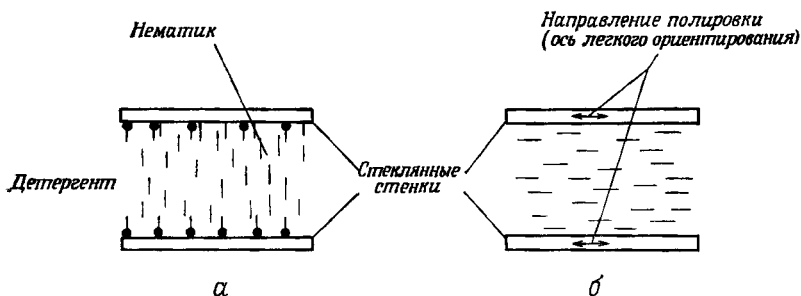 Нематик
Направление полировки
(ось легкого ориентирования)
Детергент
Стеклянные
стенки
а
б